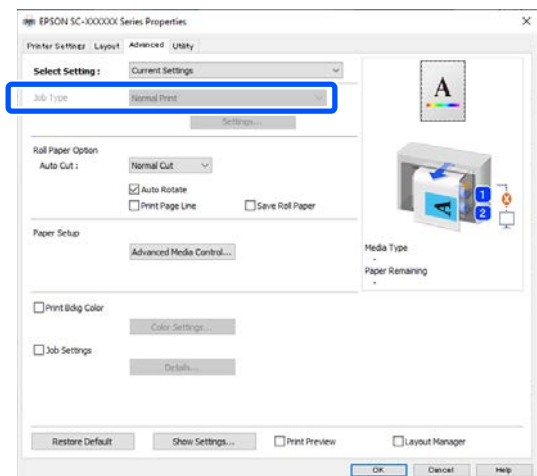 EPSON SC-XXXXXX Series Properties
Printer Settings Layout Advanced Utility
Select Setting : Current Settings
Job Type Normal Print
Settings...
Roll Paper Option
Auto Cut : Normal Cut
Auto Rotate
Print Page Line Save Roll Paper
Paper Setup
Advanced Media Control...
Print Bdkg Color
Color Settings...
Job Settings
Details...
Restore Default Show Settings... Print Preview Layout Manager
OK Cancel Help
A
A
1
2
Media Type
-
Paper Remaining
-